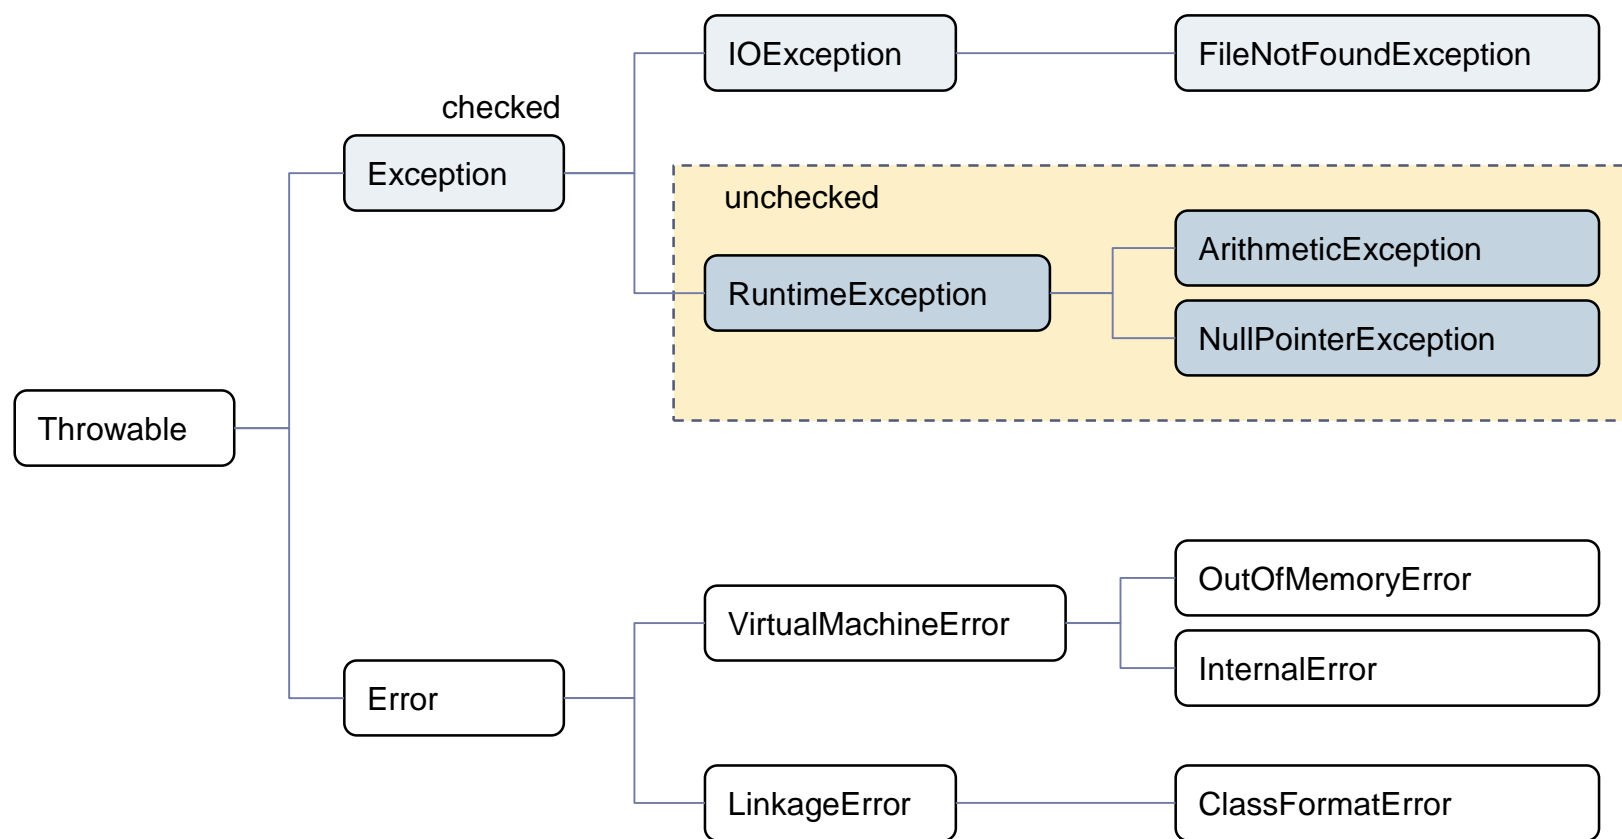 IOException
FileNotFoundException
checked
Exception
unchecked
ArithmeticException
RuntimeException
NullPointerException
Throwable
OutOfMemoryError
VirtualMachineError
InternalError
Error
LinkageError
ClassFormatError